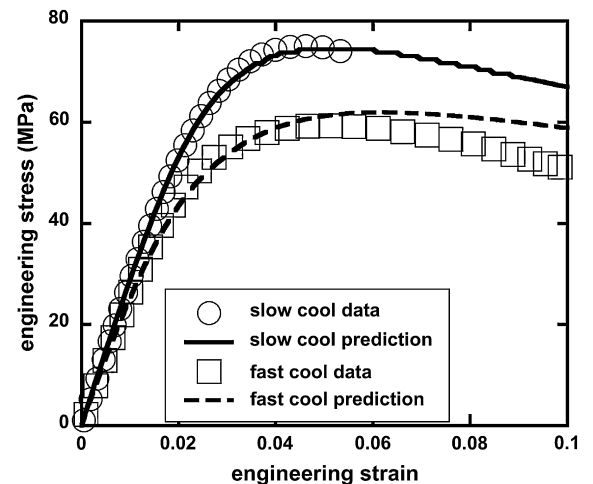 80
60
40
20
0
engineering stress (MPa)
slow cool data
slow cool prediction
fast cool data
fast cool prediction
0 0.02 0.04 0.06 0.08 0.1
engineering strain